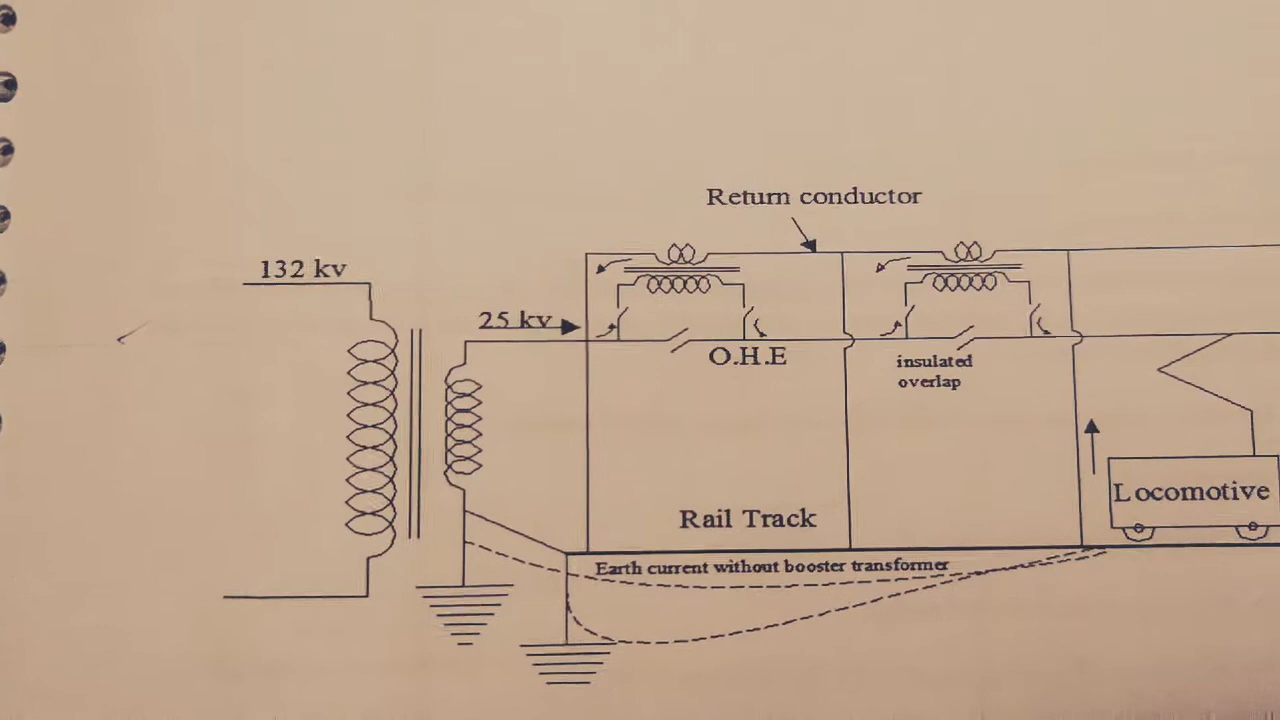 Return conductor
132 kv
25 kv
O.H.E
insulated
overlap
Locomotive
Rail Track
Earth current without booster transformer